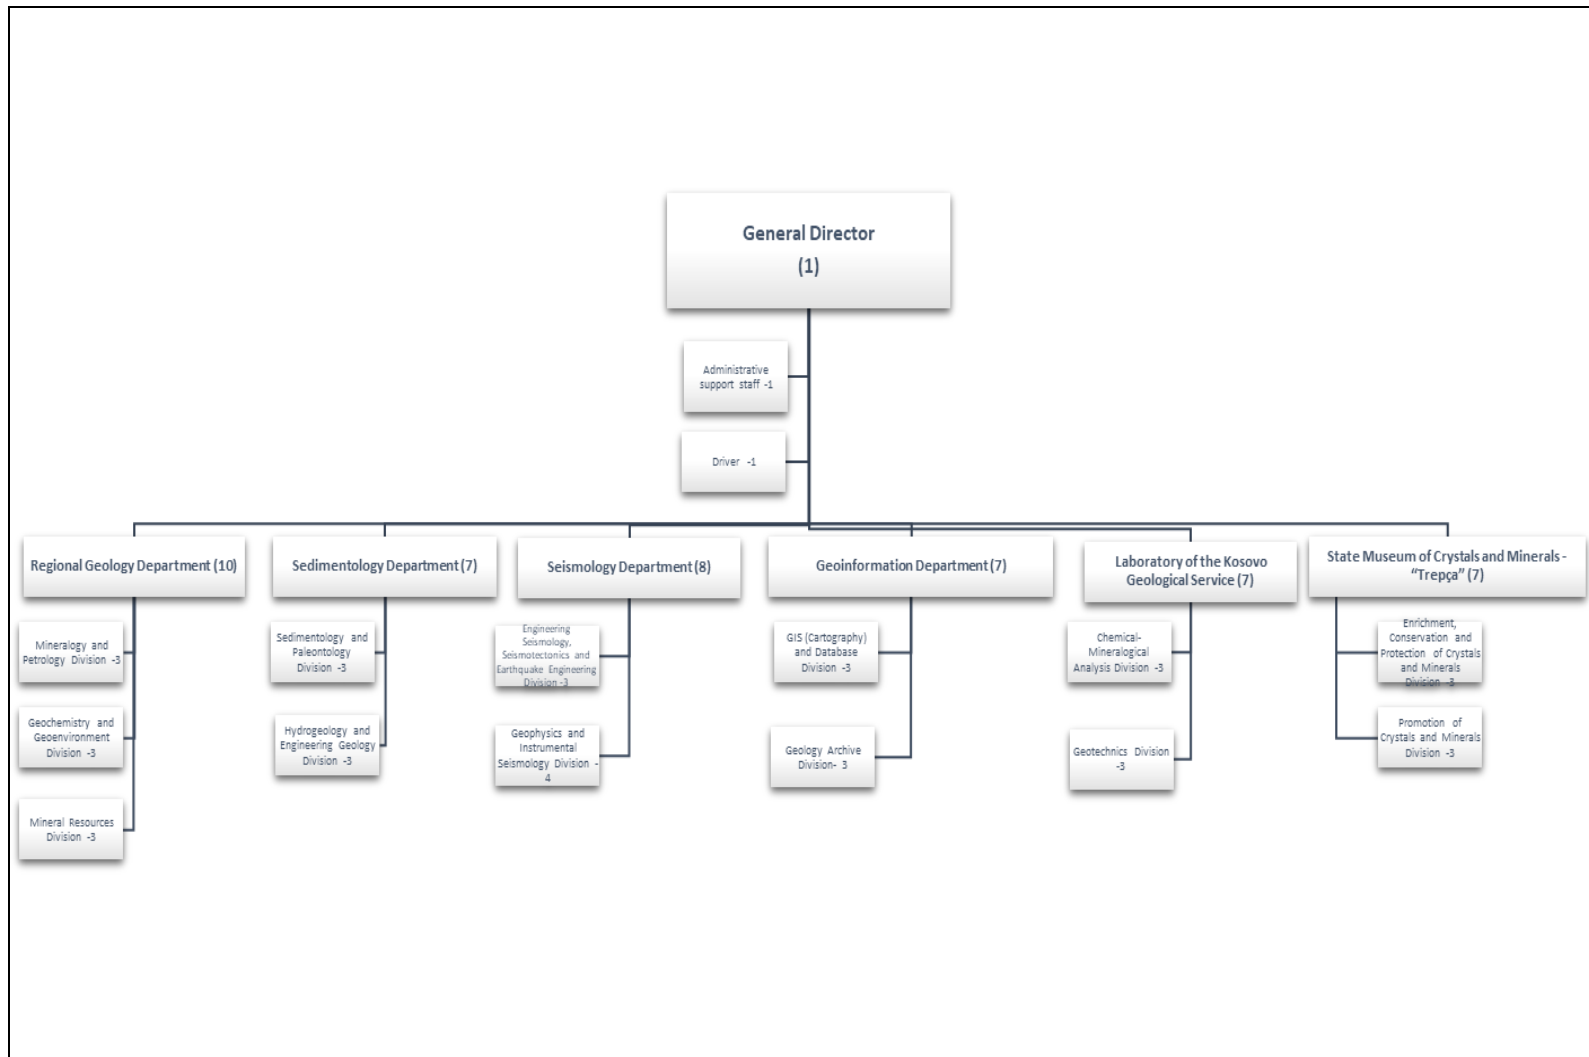 General Director
(1)
Administrative
support staff -1
Driver -1
Regional Geology Department (10)
Mineralogy and
Petrology Division -3
Geochemistry and
Geoenvironment
Division -3
Mineral Resources
Division -3
Sedimentology Department (7)
Sedimentology and
Paleontology
Division -3
Hydrogeology and
Engineering Geology
Division -3
Seismology Department (8)
Engineering
Seismology,
Seismotectonics and
Earthquake Engineering
Division -3
Geophysics and
Instrumental
Seismology Division -
4
Geoinformation Department (7)
GIS (Cartography)
and Database
Division -3
Geology Archive
Division- 3
Laboratory of the Kosovo
Geological Service (7)
Chemical-
Mineralogical
Analysis Division -3
Geotechnics Division
-3
State Museum of Crystals and Minerals -
“Trepça” (7)
Enrichment,
Conservation and
Protection of Crystals
and Minerals
Division -3
Promotion of
Crystals and Minerals
Division -3